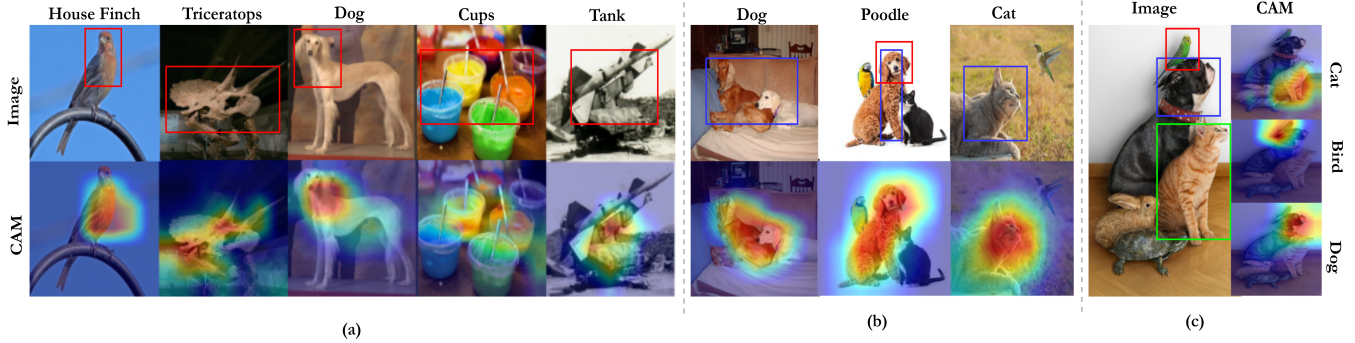 House Finch Triceratops Dog Cups Tank Dog Poodle Cat Image CAM
Image
CAM
Cat
Bird
Dog
(a) (b) (c)